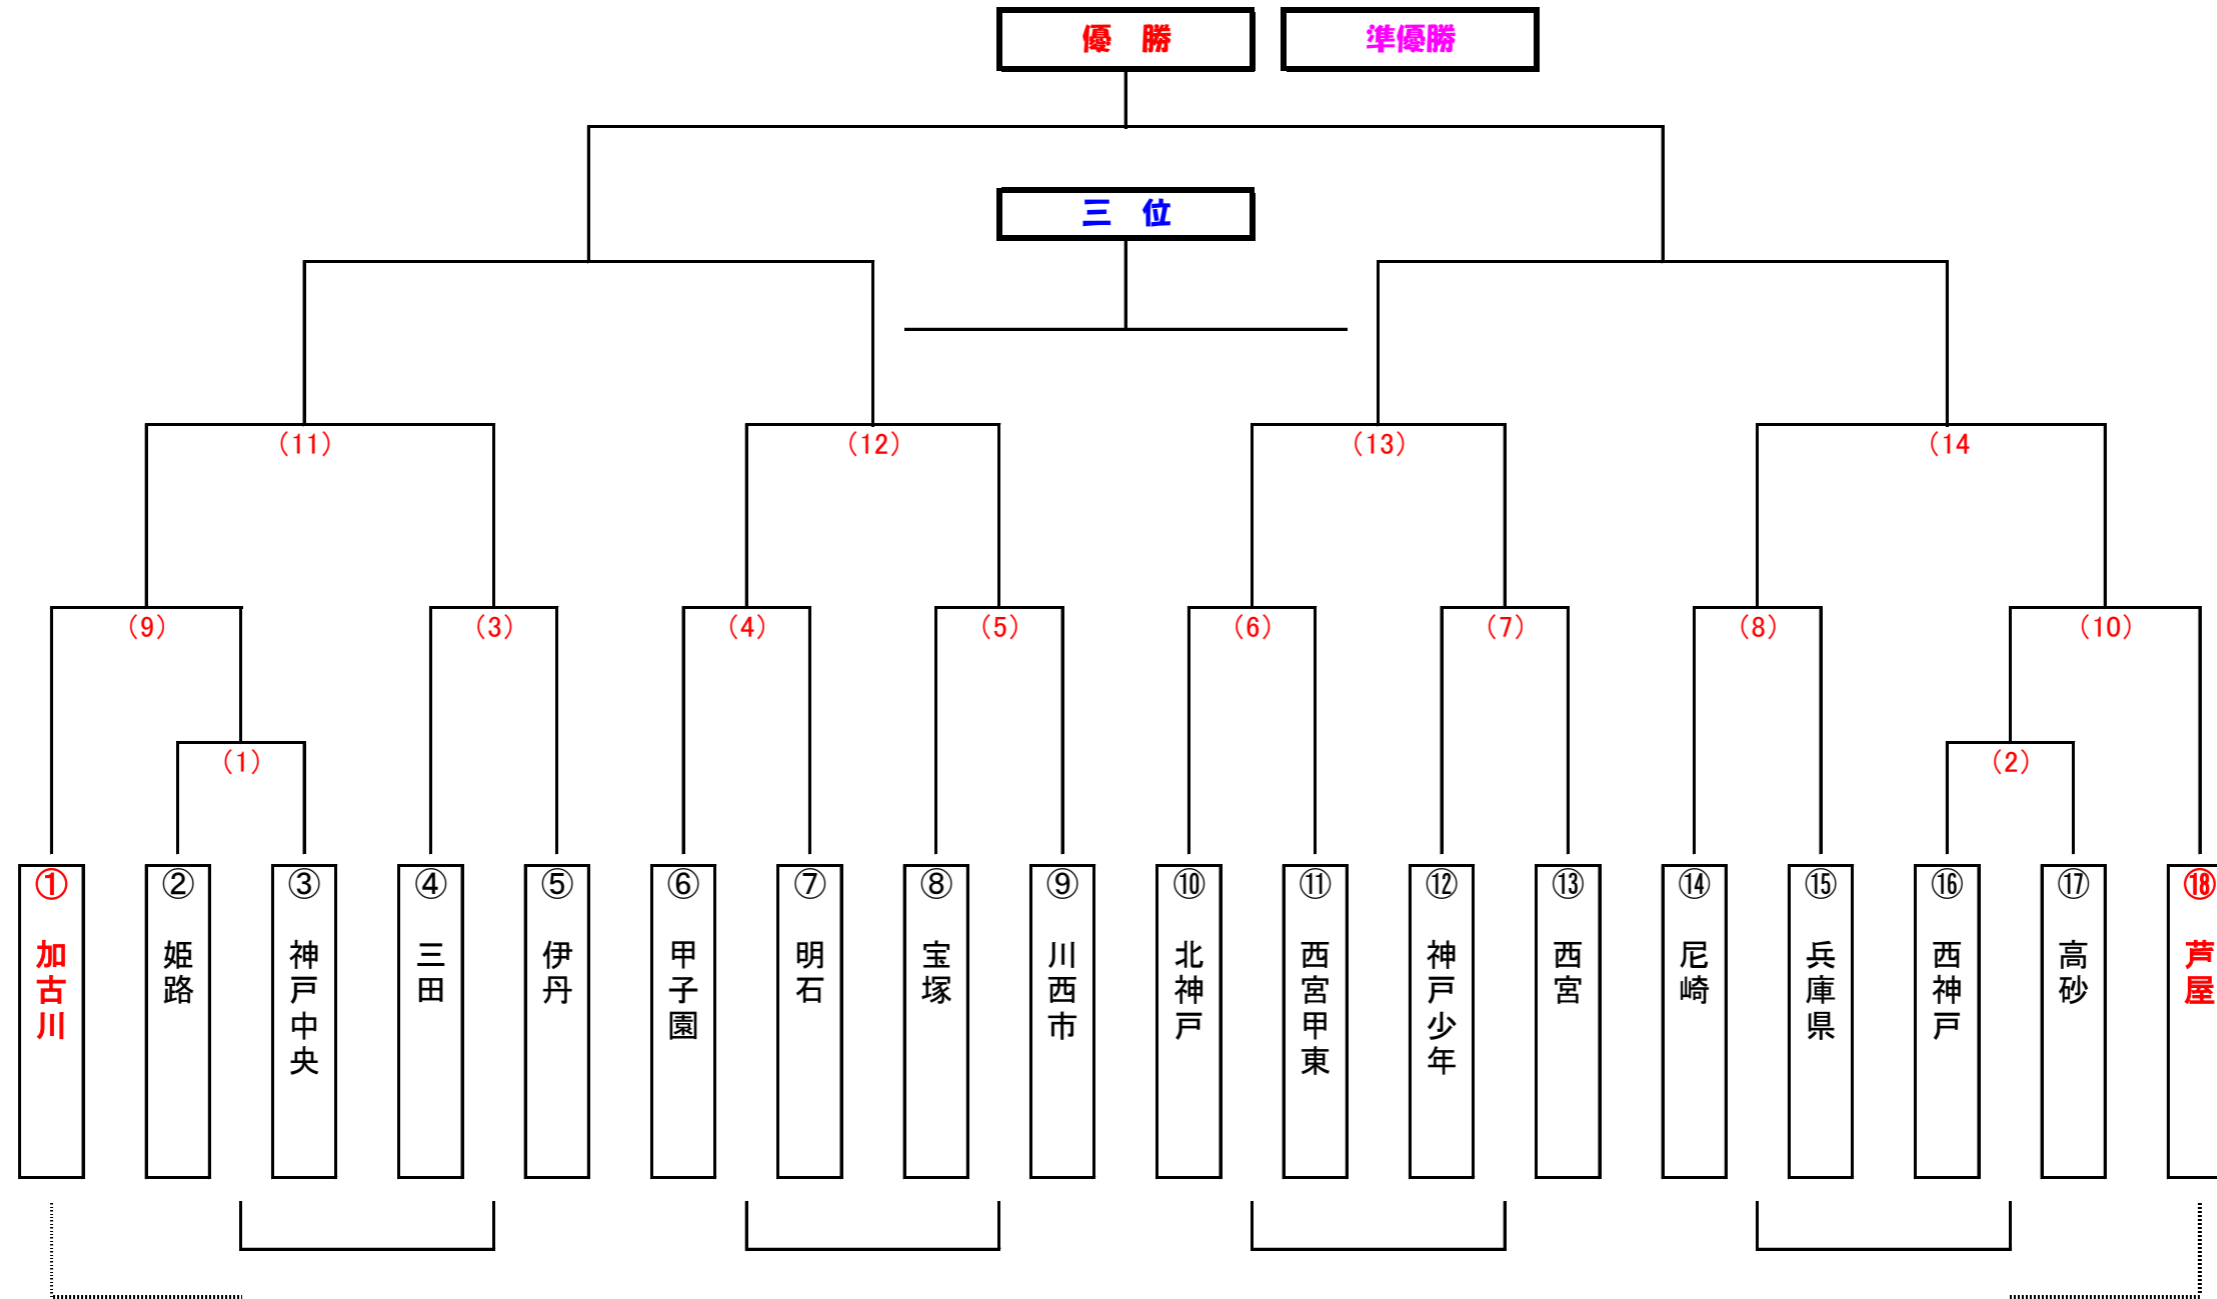 優　勝
準優勝
三　位
（11）
（12）
（13）
（14
（9）
（3）
（4）
（5）
（6）
（7）
（8）
（10）
（1）
（2）
① 加古川
② 姫路
③ 神戸中央
④ 三田
⑤ 伊丹
⑥ 甲子園
⑦ 明石
⑧ 宝塚
⑨ 川西市
⑩ 北神戸
⑪ 西宮甲東
⑫ 神戸少年
⑬ 西宮
⑭ 尼崎
⑮ 兵庫県
⑯ 西神戸
⑰ 高砂
⑱ 芦屋